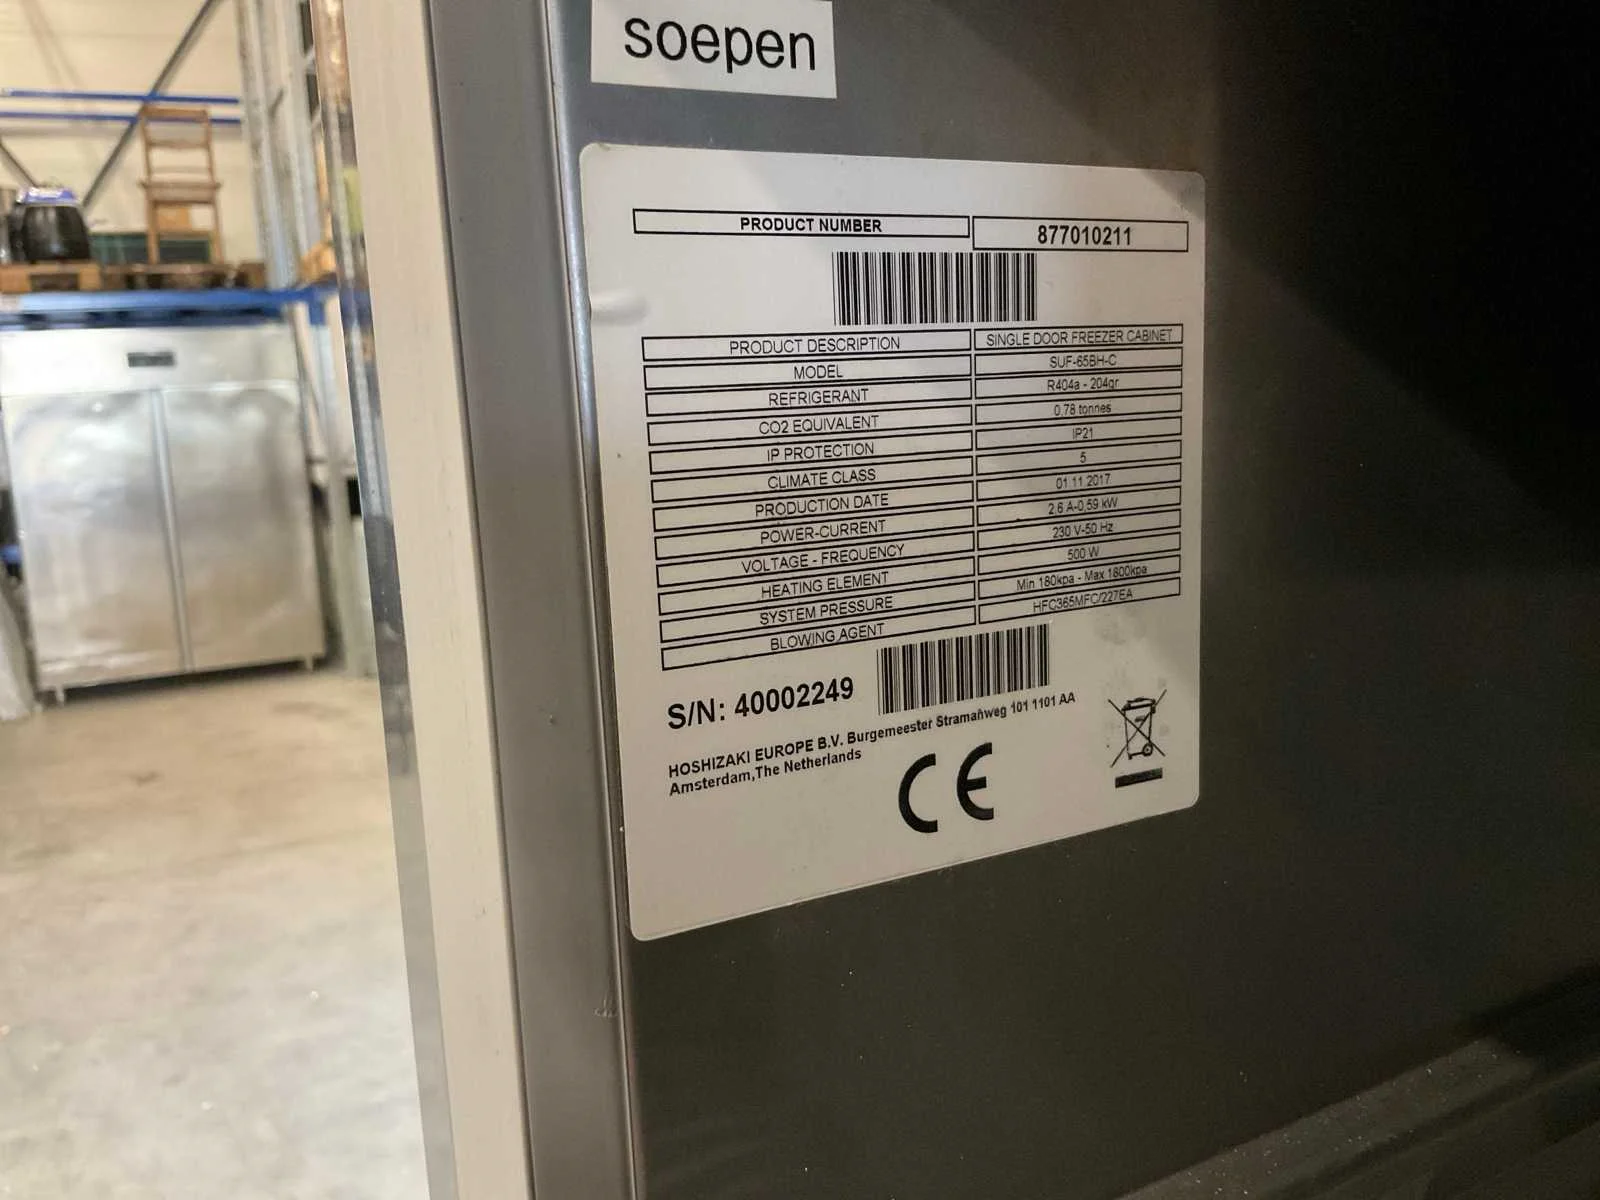 soepen
PRODUCT NUMBER 877010211
PRODUCT DESCRIPTION SINGLE DOOR FREEZER CABINET
MODEL SUF-65BH-C
REFRIGERANT R404a - 204gr
CO2 EQUIVALENT 0.78 tonnes
IP PROTECTION IP21
CLIMATE CLASS 5
PRODUCTION DATE 01.11.2017
POWER-CURRENT 2.6 A-0,59 kW
VOLTAGE - FREQUENCY 230 V-50 Hz
HEATING ELEMENT 500 W
SYSTEM PRESSURE Min 180kpa - Max 1800kpa
BLOWING AGENT HFC365MFC/227EA
S/N: 40002249
HOSHIZAKI EUROPE B.V. Burgemeester Stramanweg 101 1101 AA
Amsterdam,The Netherlands
CE